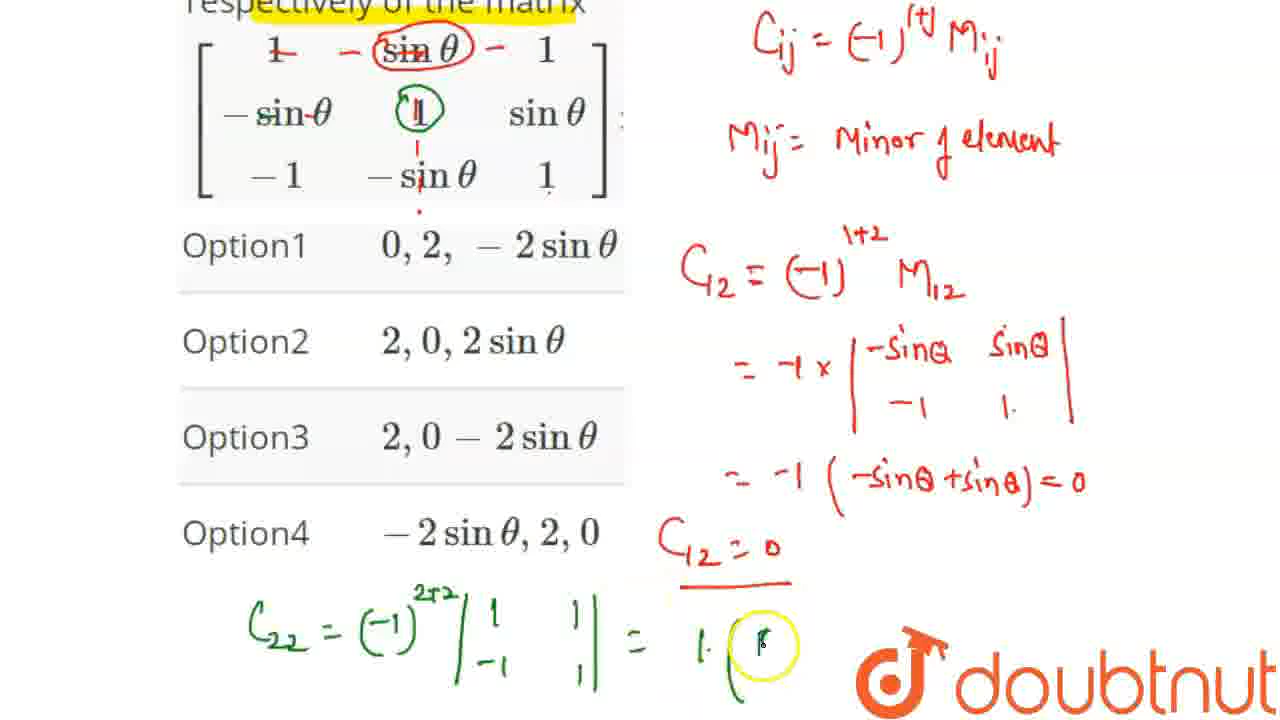 respectively of the matrix
1 sin θ 1
− sin θ 1 sin θ
− 1 − sin θ 1
Option1 0, 2, − 2 sin θ
Option2 2, 0, 2 sin θ
Option3 2, 0 − 2 sin θ
Option4 − 2 sin θ, 2, 0
Cij = (-1)^i+j Mij
Mij = Minor of element
C12 = (-1)^1+2 M12
= -1 × | -sinθ sinθ |
| -1 1. |
= -1 ( -sinθ + sinθ) = 0
C12 = 0
C22 = (-1)^2+2 | 1 1 | = 1. ( 1
| -1 1 |
doubtnut